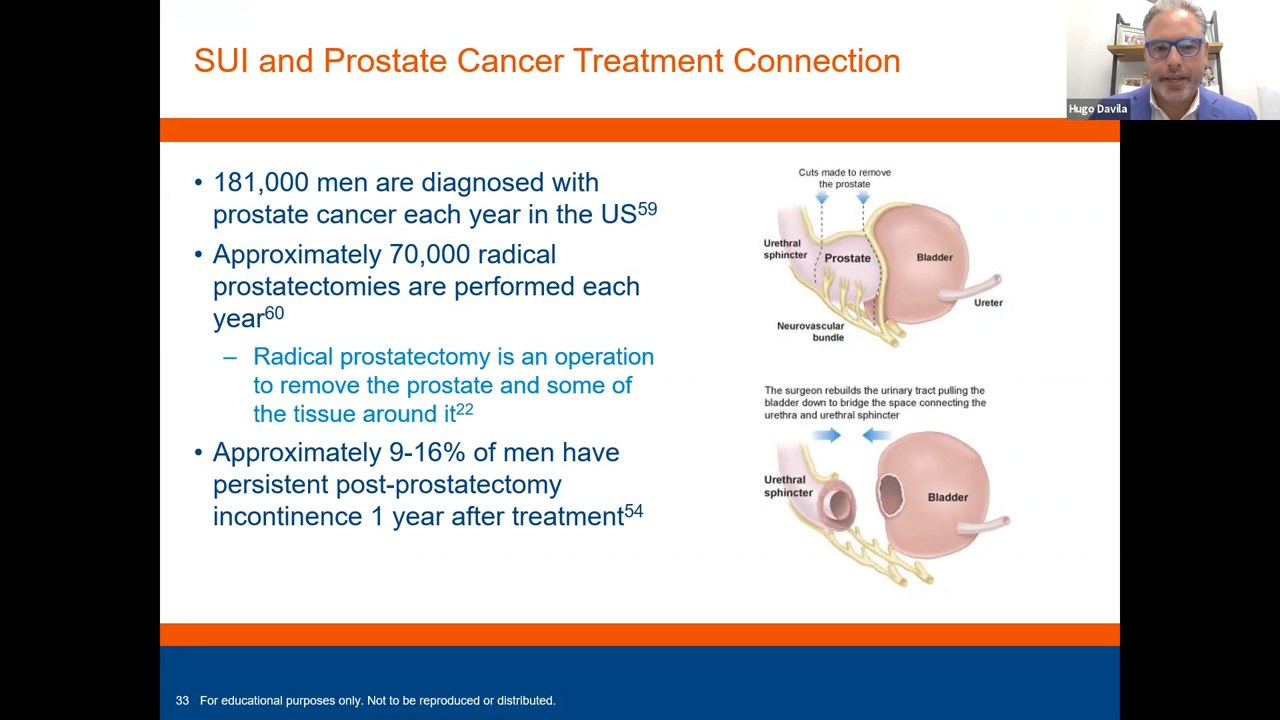 SUI and Prostate Cancer Treatment Connection
Hugo Davila
• 181,000 men are diagnosed with
prostate cancer each year in the US59
• Approximately 70,000 radical
prostatectomies are performed each
year60
– Radical prostatectomy is an operation
to remove the prostate and some of
the tissue around it22
• Approximately 9-16% of men have
persistent post-prostatectomy
incontinence 1 year after treatment54
Cuts made to remove
the prostate
Urethral
sphincter
Prostate
Bladder
Ureter
Neurovascular
bundle
The surgeon rebuilds the urinary tract pulling the
bladder down to bridge the space connecting the
urethra and urethral sphincter
Urethral
sphincter
Bladder
33 For educational purposes only. Not to be reproduced or distributed.